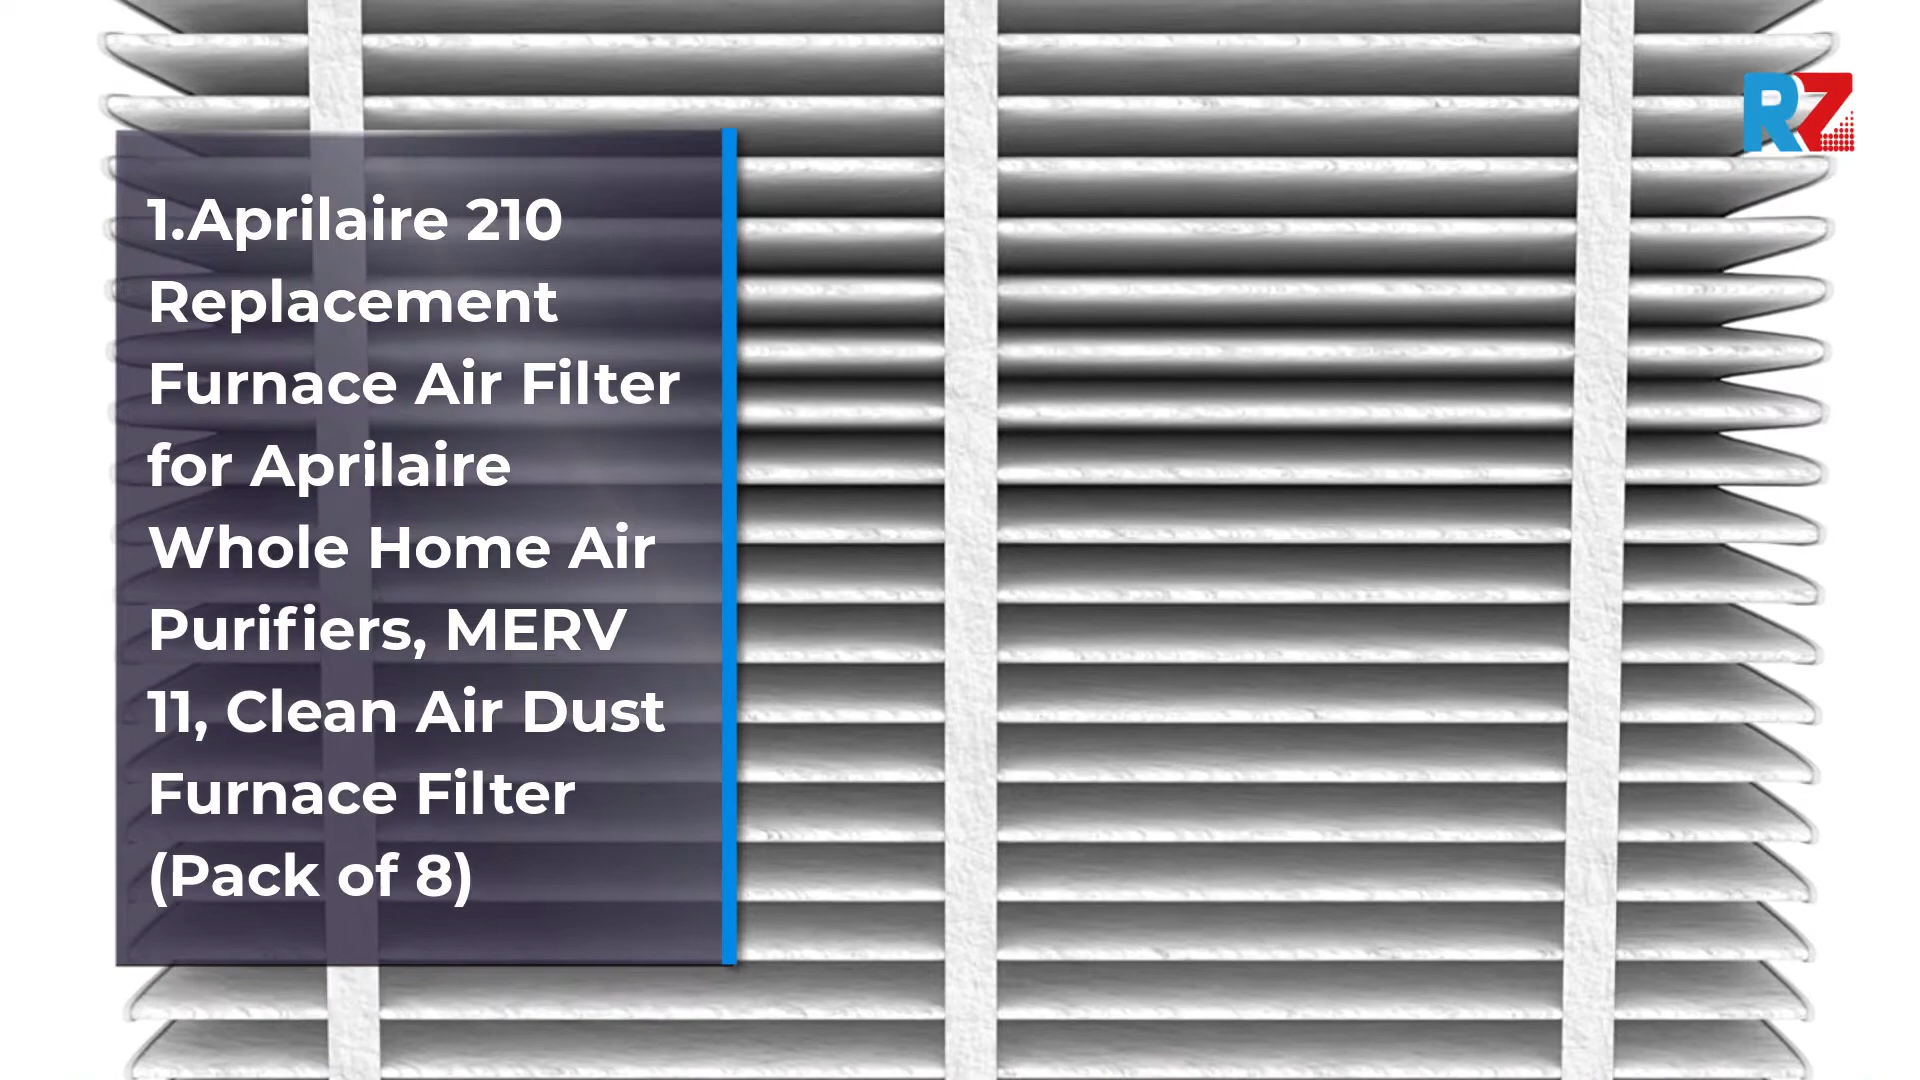 RZ
1.Aprilaire 210
Replacement
Furnace Air Filter
for Aprilaire
Whole Home Air
Purifiers, MERV
11, Clean Air Dust
Furnace Filter
(Pack of 8)